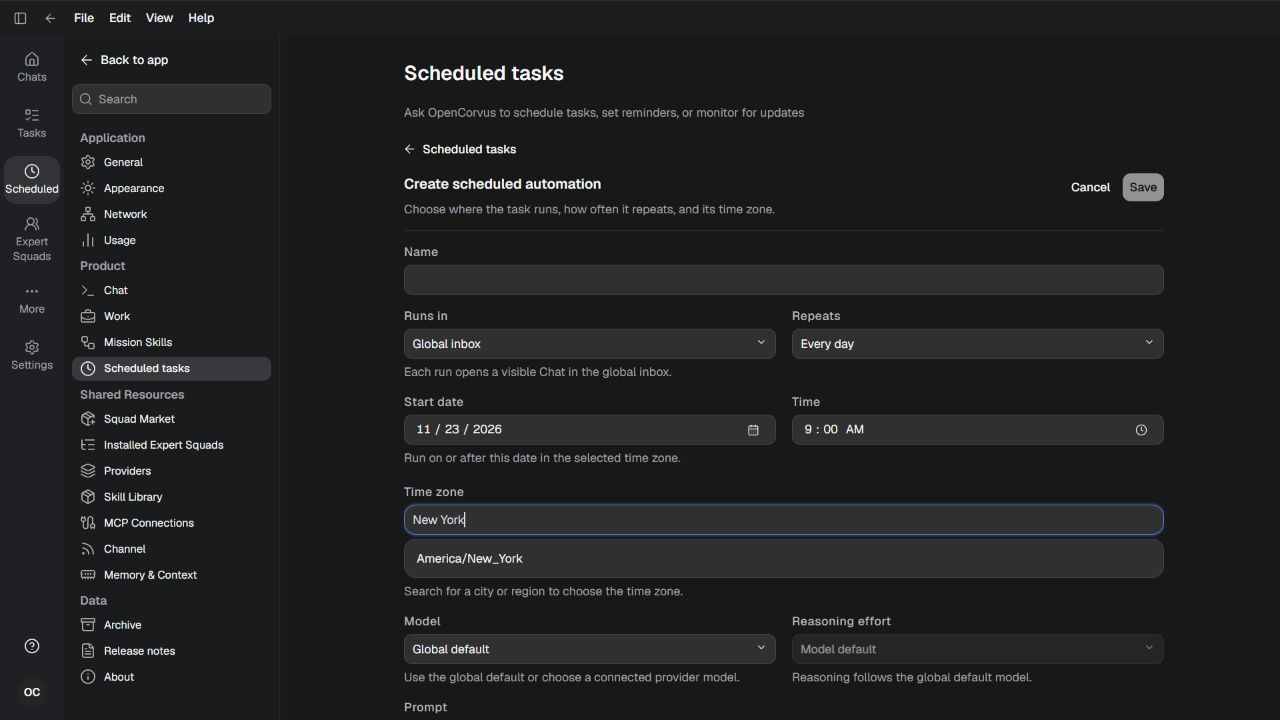 File Edit View Help
Chats
Tasks
Scheduled
Expert
Squads
More
Settings
OC
Back to app
Search
Application
General
Appearance
Network
Usage
Product
Chat
Work
Mission Skills
Scheduled tasks
Shared Resources
Squad Market
Installed Expert Squads
Providers
Skill Library
MCP Connections
Channel
Memory & Context
Data
Archive
Release notes
About
Scheduled tasks
Ask OpenCorvus to schedule tasks, set reminders, or monitor for updates
Scheduled tasks
Create scheduled automation
Cancel Save
Choose where the task runs, how often it repeats, and its time zone.
Name
Runs in Repeats
Global inbox Every day
Each run opens a visible Chat in the global inbox.
Start date Time
11 / 23 / 2026 9 : 00 AM
Run on or after this date in the selected time zone.
Time zone
New York
America/New_York
Search for a city or region to choose the time zone.
Model Reasoning effort
Global default Model default
Use the global default or choose a connected provider model. Reasoning follows the global default model.
Prompt